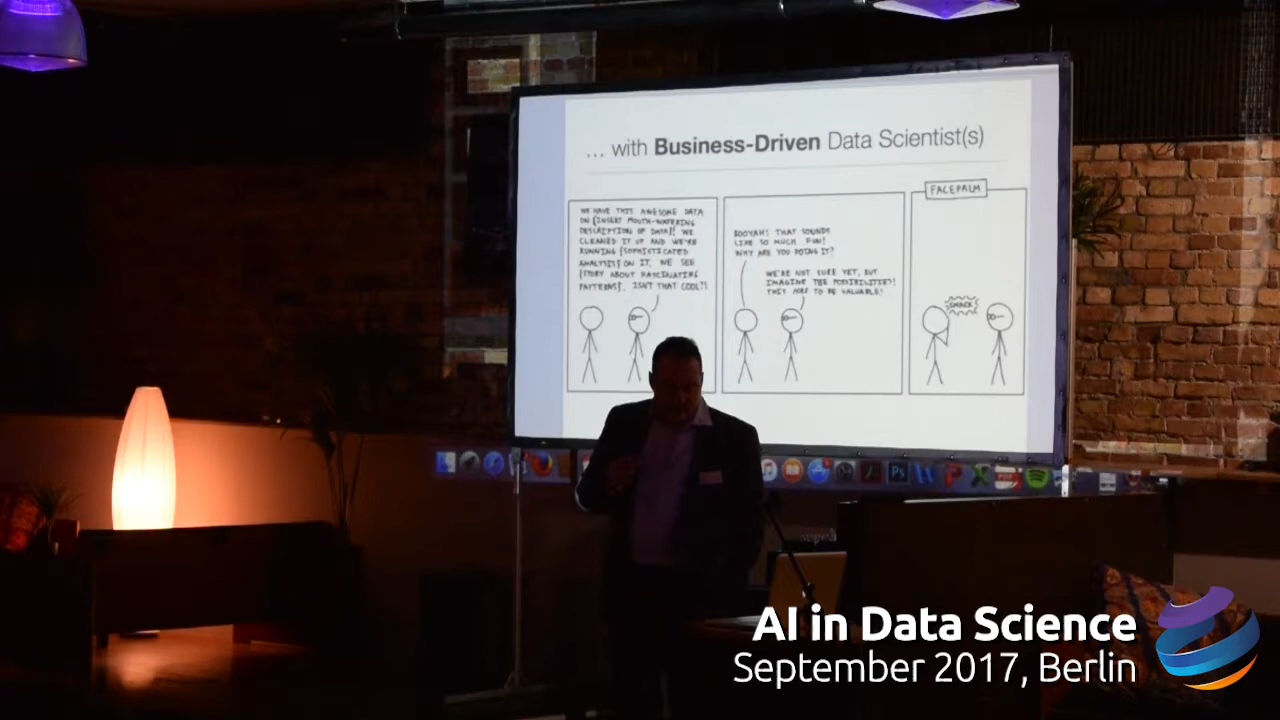 ... with Business-Driven Data Scientist(s)
FACEPALM
WE HAVE THIS AWESOME DATA
ON {INSERT MOUTH-WATERING
DESCRIPTION OF DATA}! WE
CLEANED IT UP AND WE'RE
RUNNING {SOPHISTICATED
ANALYSIS} ON IT. WE SEE
{STORY ABOUT FASCINATING
PATTERNS}.. ISN'T THAT COOL?!
BOOYAH! THAT SOUNDS
LIKE SO MUCH FUN!
WHY ARE YOU DOING IT?
WE'RE NOT SURE YET, BUT
IMAGINE THE POSSIBILITIES!
THEY HAVE TO BE VALUABLE!
SMACK
Ps
AI in Data Science
September 2017, Berlin